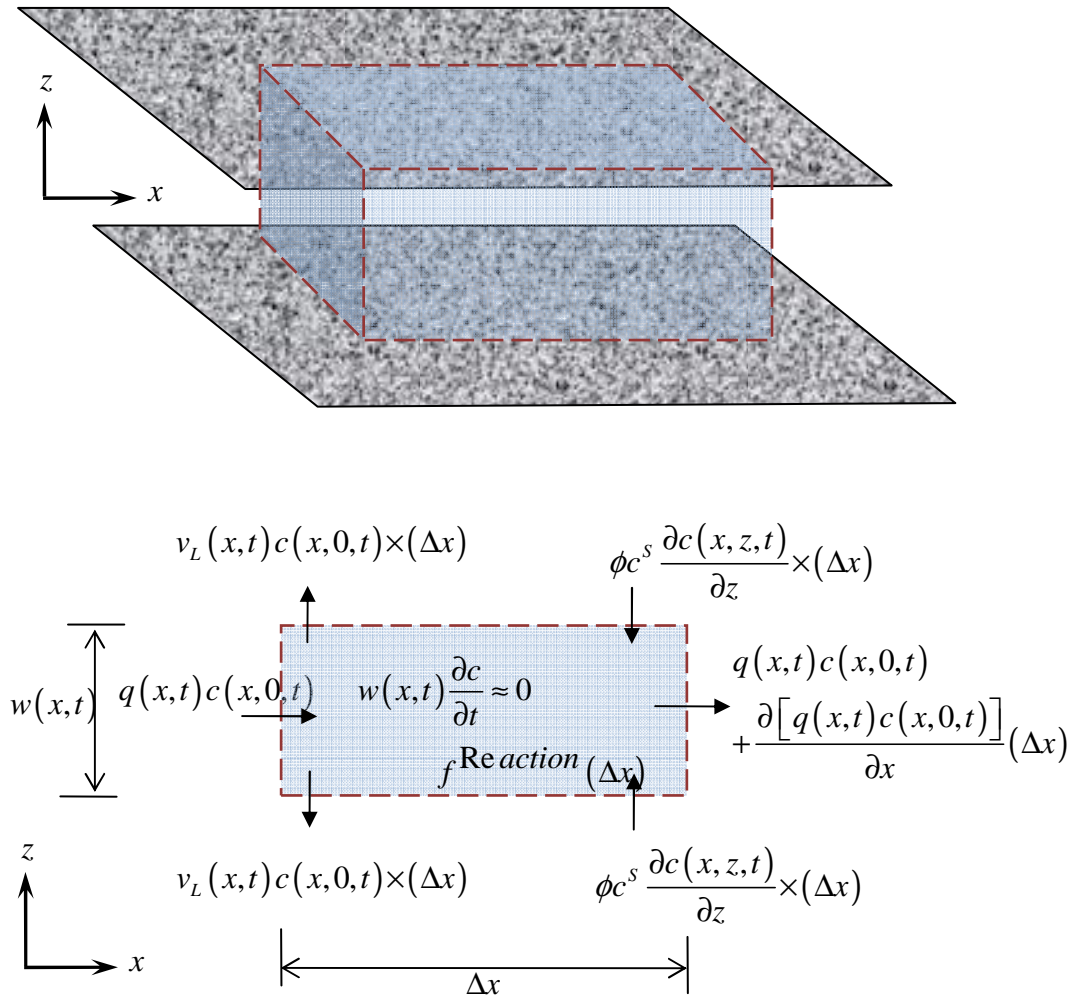 z
x
v_L(x,t)c(x,0,t)×(Δx)
ϕc^S ∂c(x,z,t)/∂z ×(Δx)
w(x,t)
q(x,t)c(x,0,t)
w(x,t) ∂c/∂t ≈ 0
q(x,t)c(x,0,t)
+ ∂[q(x,t)c(x,0,t)]/∂x (Δx)
f^Reaction (Δx)
z
v_L(x,t)c(x,0,t)×(Δx)
ϕc^S ∂c(x,z,t)/∂z ×(Δx)
x
Δx